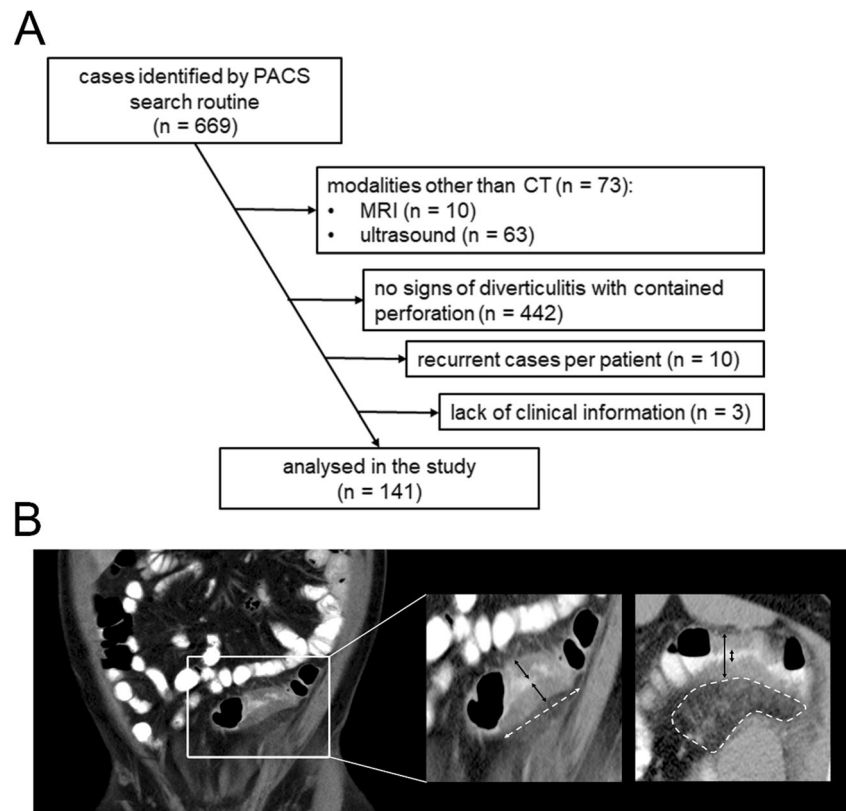 A
cases identified by PACS
search routine
(n = 669)
modalities other than CT (n = 73):
• MRI (n = 10)
• ultrasound (n = 63)
no signs of diverticulitis with contained
perforation (n = 442)
recurrent cases per patient (n = 10)
lack of clinical information (n = 3)
analysed in the study
(n = 141)
B